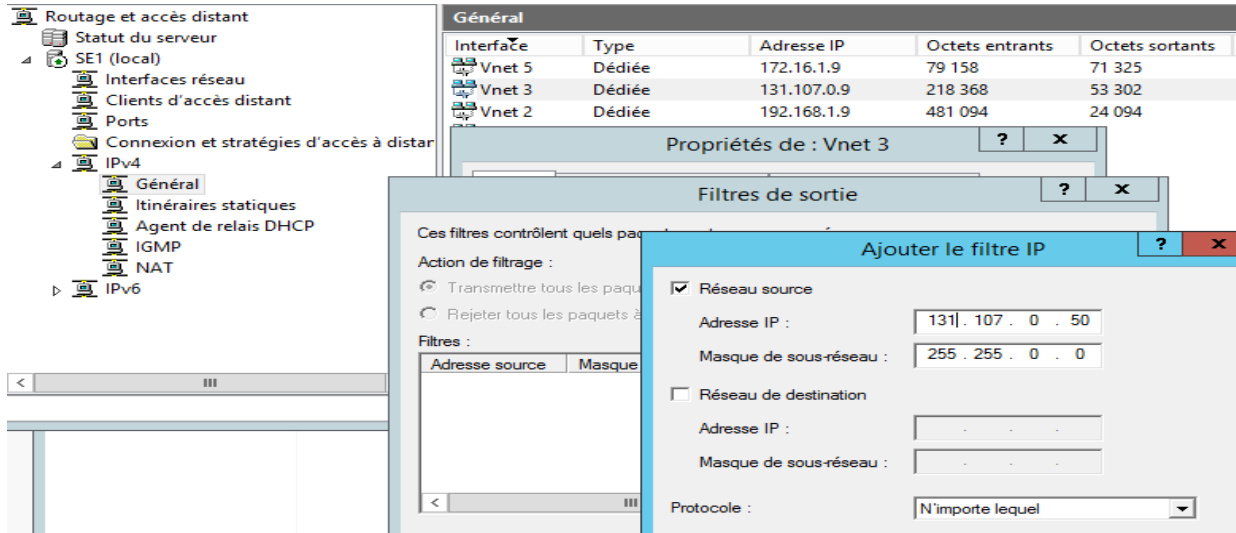 Routage et accès distant
Statut du serveur
SE1 (local)
Interfaces réseau
Clients d'accès distant
Ports
Connexion et stratégies d'accès à distan
IPv4
Général
Itinéraires statiques
Agent de relais DHCP
IGMP
NAT
IPv6
Général
Interface Type Adresse IP Octets entrants Octets sortants
Vnet 5 Dédiée 172.16.1.9 79 158 71 325
Vnet 3 Dédiée 131.107.0.9 218 368 53 302
Vnet 2 Dédiée 192.168.1.9 481 094 24 094
Propriétés de : Vnet 3 ? x
Filtres de sortie ? x
Ces filtres contrôlent quels
Action de filtrage :
Transmettre tous les paqu
Rejeter tous les paquets à
Filtres :
Adresse source Masque
Ajouter le filtre IP ? x
Réseau source
Adresse IP : 131 . 107 . 0 . 50
Masque de sous-réseau : 255 . 255 . 0 . 0
Réseau de destination
Adresse IP : . . .
Masque de sous-réseau : . . .
Protocole : N'importe lequel